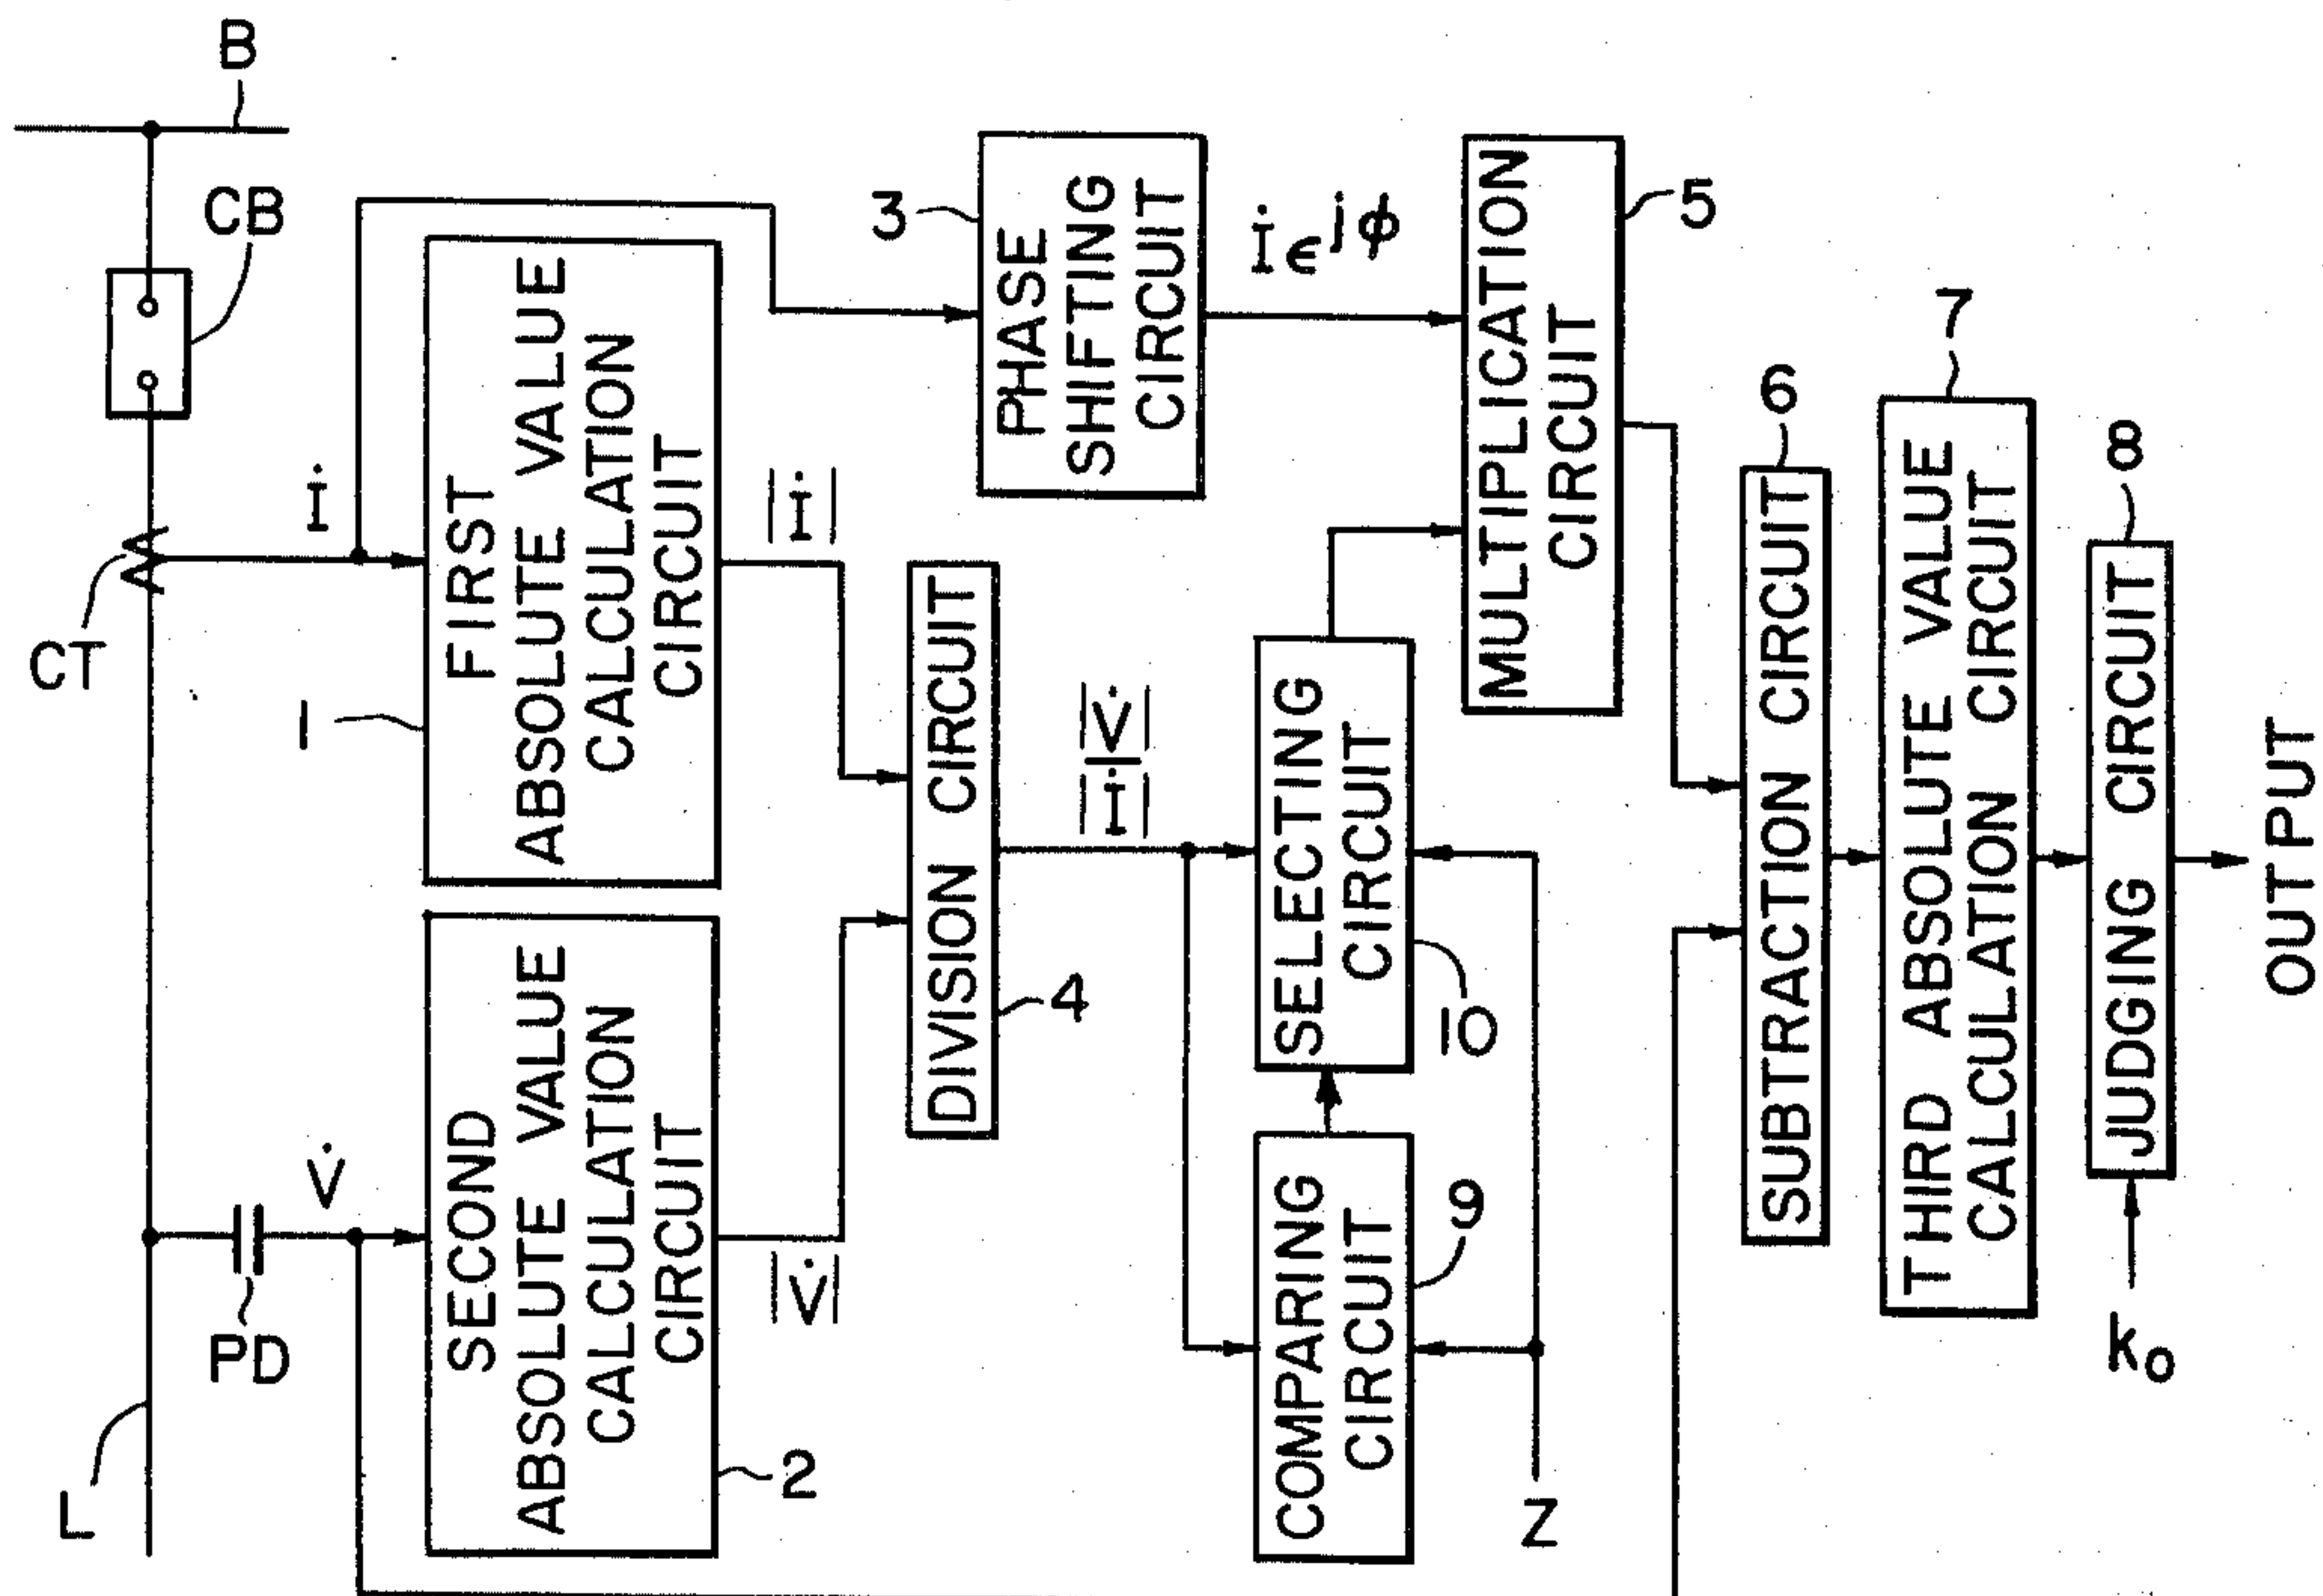 B
CB
CT
L
PD
İ
V̇
1
FIRST
ABSOLUTE VALUE
CALCULATION
CIRCUIT
2
SECOND
ABSOLUTE VALUE
CALCULATION
CIRCUIT
|İ|
|V̇|
3
PHASE
SHIFTING
CIRCUIT
İϵ^jϕ
4
DIVISION CIRCUIT
|V̇|
|İ|
5
MULTIPLICATION
CIRCUIT
10
SELECTING
CIRCUIT
9
COMPARING
CIRCUIT
Z
6
SUBTRACTION CIRCUIT
7
THIRD ABSOLUTE VALUE
CALCULATION CIRCUIT
8
JUDGING CIRCUIT
k₀
OUTPUT